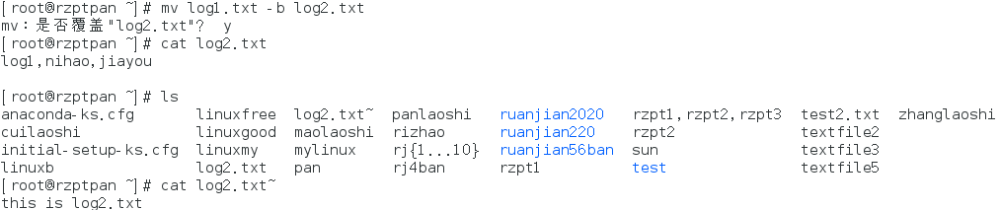 [root@rzptpan ~]# mv log1.txt -b log2.txt
mv：是否覆盖"log2.txt"？ y
[root@rzptpan ~]# cat log2.txt
log1,nihao,jiayou
[root@rzptpan ~]# ls
anaconda-ks.cfg linuxfree log2.txt~ panlaoshi ruanjian2020 rzpt1,rzpt2,rzpt3 test2.txt zhanglaoshi
cuilaoshi linuxgood maolaoshi rizhao ruanjian220 rzpt2 textfile2
initial-setup-ks.cfg linuxmy mylinux rj{1...10} ruanjian56ban sun textfile3
linuxb log2.txt pan rj4ban rzpt1 test textfile5
[root@rzptpan ~]# cat log2.txt~
this is log2.txt